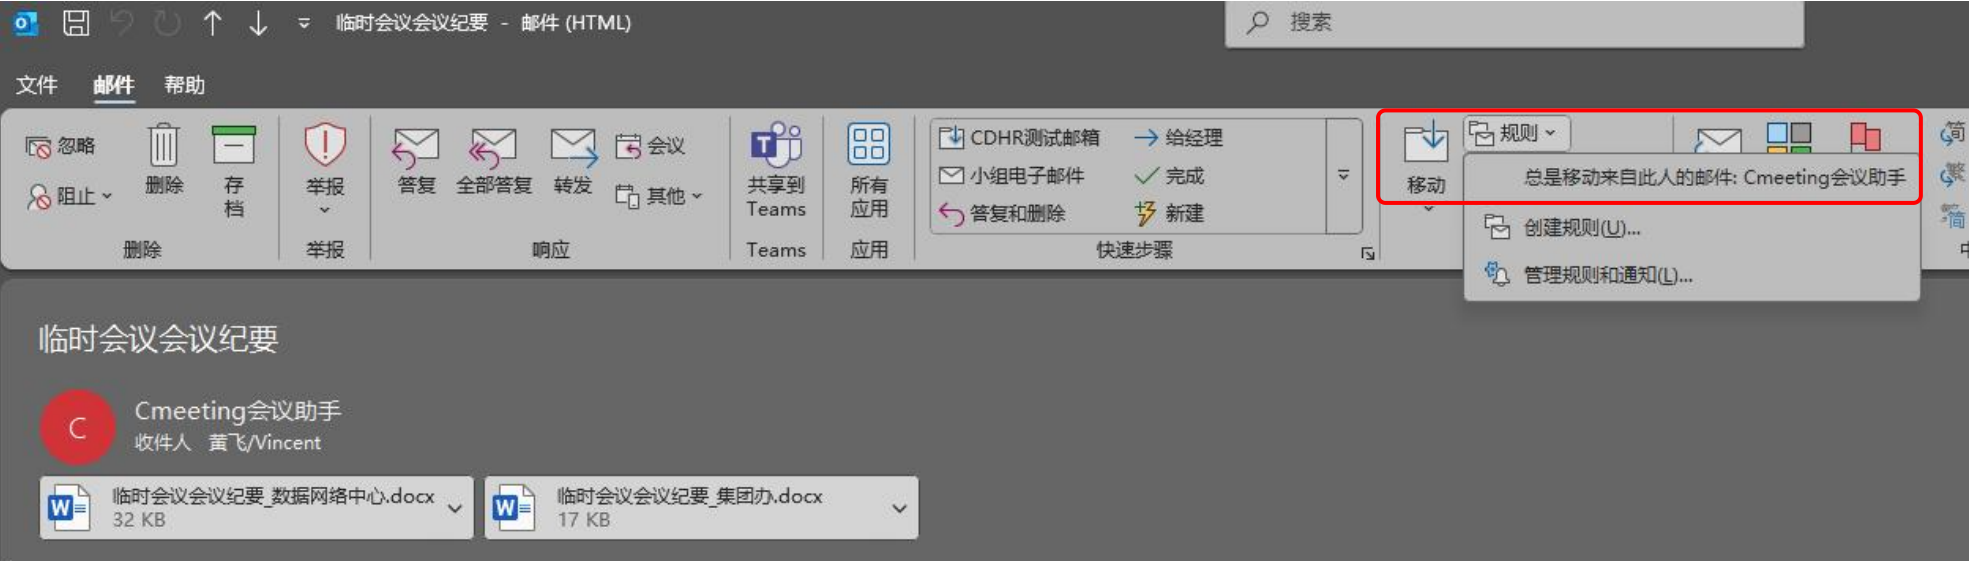 临时会议会议纪要 - 邮件 (HTML)
搜索
文件 邮件 帮助
忽略
阻止
删除
存档
删除
举报
举报
答复
全部答复
转发
会议
其他
响应
共享到 Teams
Teams
所有应用
应用
CDHR测试邮箱
给经理
小组电子邮件
完成
答复和删除
新建
快速步骤
移动
规则
总是移动来自此人的邮件: Cmeeting会议助手
创建规则(U)...
管理规则和通知(L)...
简
繁
简
临时会议会议纪要
C
Cmeeting会议助手
收件人 黄飞/Vincent
临时会议会议纪要_数据网络中心.docx
32 KB
临时会议会议纪要_集团办.docx
17 KB